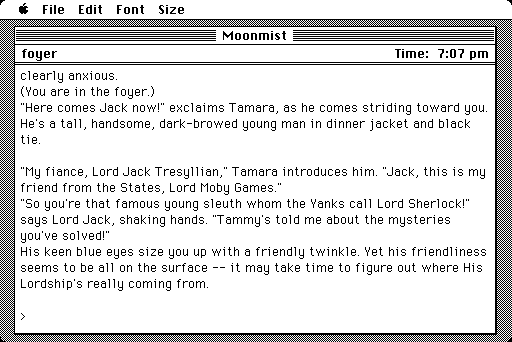 File Edit Font Size
Moonmist
foyer Time: 7:07 pm
clearly anxious.
(You are in the foyer.)
"Here comes Jack now!" exclaims Tamara, as he comes striding toward you.
He's a tall, handsome, dark-browed young man in dinner jacket and black
tie.
"My fiance, Lord Jack Tresyllian," Tamara introduces him. "Jack, this is my
friend from the States, Lord Moby Games."
"So you're that famous young sleuth whom the Yanks call Lord Sherlock!"
says Lord Jack, shaking hands. "Tammy's told me about the mysteries
you've solved!"
His keen blue eyes size you up with a friendly twinkle. Yet his friendliness
seems to be all on the surface -- it may take time to figure out where His
Lordship's really coming from.
>